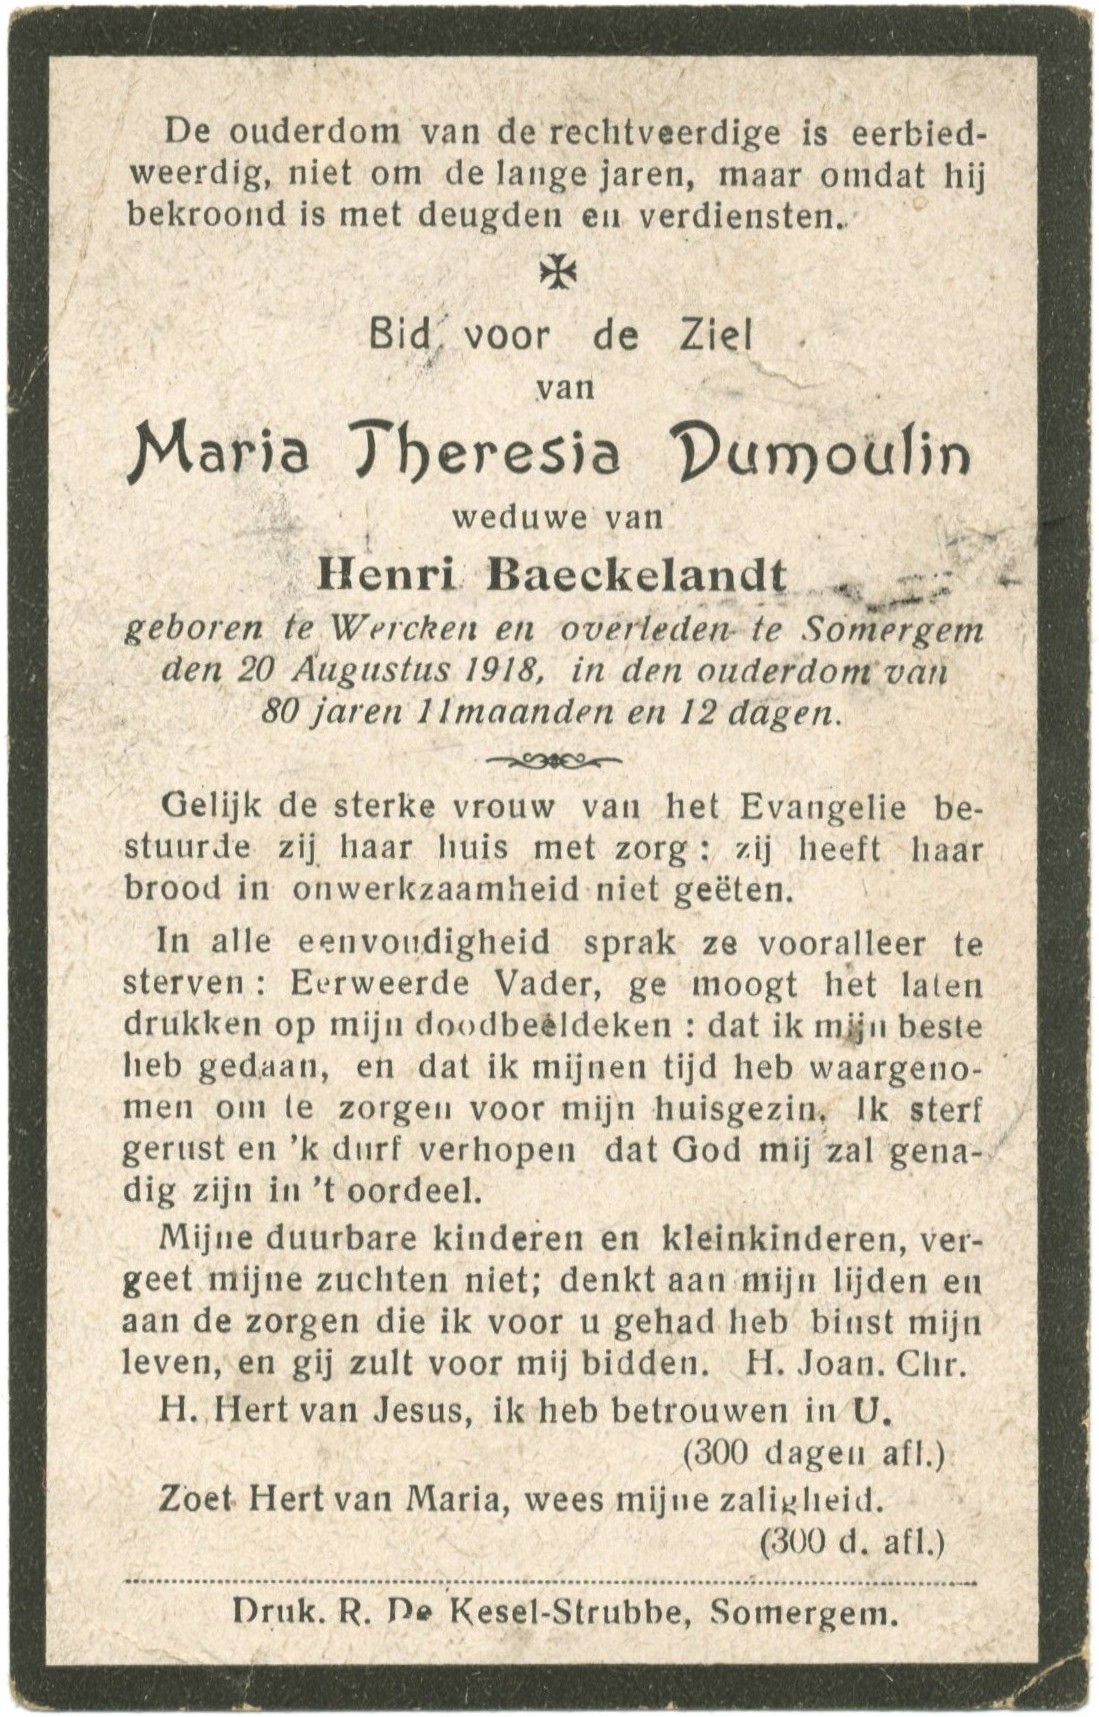 De ouderdom van de rechtveerdige is eerbied-
weerdig, niet om de lange jaren, maar omdat hij
bekroond is met deugden en verdiensten.
✠
Bid voor de Ziel
van
Maria Theresia Dumoulin
weduwe van
Henri Baeckelandt
geboren te Wercken en overleden te Somergem
den 20 Augustus 1918, in den ouderdom van
80 jaren 11maanden en 12 dagen.
Gelijk de sterke vrouw van het Evangelie be-
stuurde zij haar huis met zorg : zij heeft haar
brood in onwerkzaamheid niet geëten.
In alle eenvoudigheid sprak ze vooralleer te
sterven : Eerweerde Vader, ge moogt het laten
drukken op mijn doodbeeldeken : dat ik mijn beste
heb gedaan, en dat ik mijnen tijd heb waargeno-
men om te zorgen voor mijn huisgezin. Ik sterf
gerust en 'k durf verhopen dat God mij zal gena-
dig zijn in 't oordeel.
Mijne duurbare kinderen en kleinkinderen, ver-
geet mijne zuchten niet; denkt aan mijn lijden en
aan de zorgen die ik voor u gehad heb binst mijn
leven, en gij zult voor mij bidden. H. Joan. Chr.
H. Hert van Jesus, ik heb betrouwen in U.
(300 dagen afl.)
Zoet Hert van Maria, wees mijne zaligheid.
(300 d. afl.)
Druk. R. De Kesel-Strubbe, Somergem.